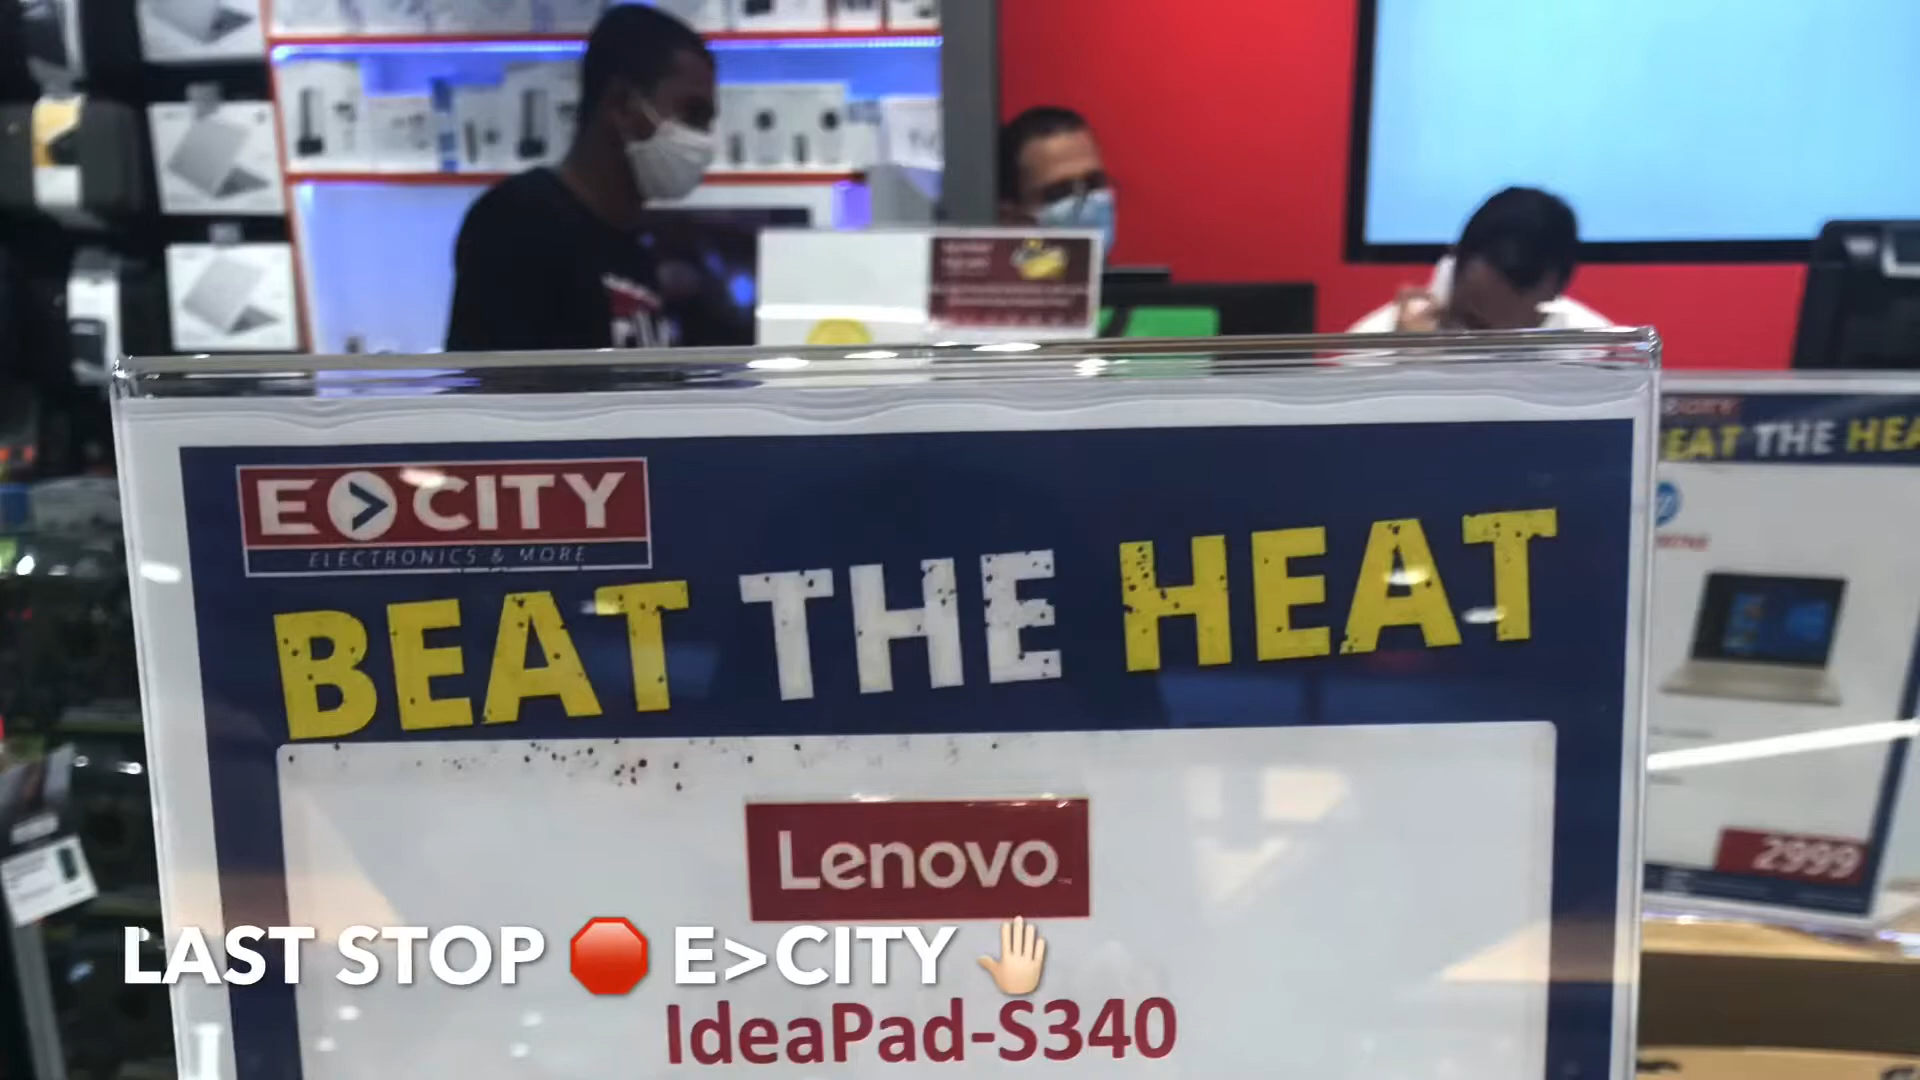 E>CITY
ELECTRONICS & MORE
BEAT THE HEAT
BEAT THE HEA
Lenovo
2999
LAST STOP 🛑 E>CITY 🤚🏼
IdeaPad-S340